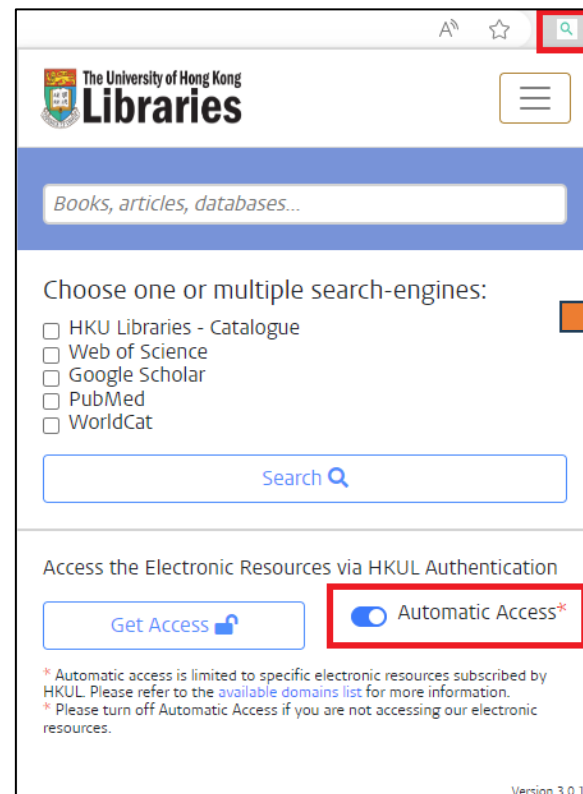 The University of Hong Kong
Libraries
Books, articles, databases...
Choose one or multiple search-engines:
HKU Libraries - Catalogue
Web of Science
Google Scholar
PubMed
WorldCat
Search
Access the Electronic Resources via HKUL Authentication
Get Access
Automatic Access*
* Automatic access is limited to specific electronic resources subscribed by
HKUL. Please refer to the available domains list for more information.
* Please turn off Automatic Access if you are not accessing our electronic
resources.
Version 3.0.1